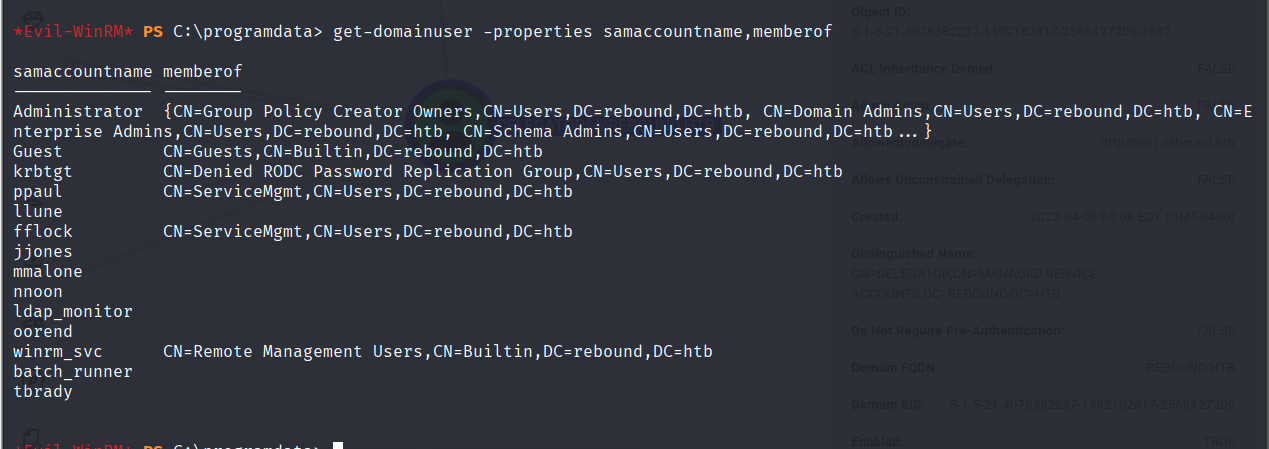 *Evil-WinRM* PS C:\programdata> get-domainuser -properties samaccountname,memberof
samaccountname memberof
-------------- --------
Administrator {CN=Group Policy Creator Owners,CN=Users,DC=rebound,DC=htb, CN=Domain Admins,CN=Users,DC=rebound,DC=htb, CN=E
nterprise Admins,CN=Users,DC=rebound,DC=htb, CN=Schema Admins,CN=Users,DC=rebound,DC=htb...}
Guest CN=Guests,CN=Builtin,DC=rebound,DC=htb
krbtgt CN=Denied RODC Password Replication Group,CN=Users,DC=rebound,DC=htb
ppaul CN=ServiceMgmt,CN=Users,DC=rebound,DC=htb
llune
fflock CN=ServiceMgmt,CN=Users,DC=rebound,DC=htb
jjones
mmalone
nnoon
ldap_monitor
oorend
winrm_svc CN=Remote Management Users,CN=Builtin,DC=rebound,DC=htb
batch_runner
tbrady
*Evil-WinRM* PS C:\programdata>
Object ID:
S-1-5-21-4078382237-1492182817-2568127209-7687
ACL Inheritance Denied: FALSE
Allowedtodelegate: http/dc01.rebound.htb
Allows Unconstrained Delegation: FALSE
Created: 2023-04-08 05:08 EDT (GMT-0400)
Distinguished Name:
CN=DELEGATOR,CN=MANAGED SERVICE
ACCOUNTS,DC=REBOUND,DC=HTB
Do Not Require Pre-Authentication: FALSE
Domain FQDN: REBOUND.HTB
Domain SID: S-1-5-21-4078382237-1492182817-2568127209
Enabled: TRUE